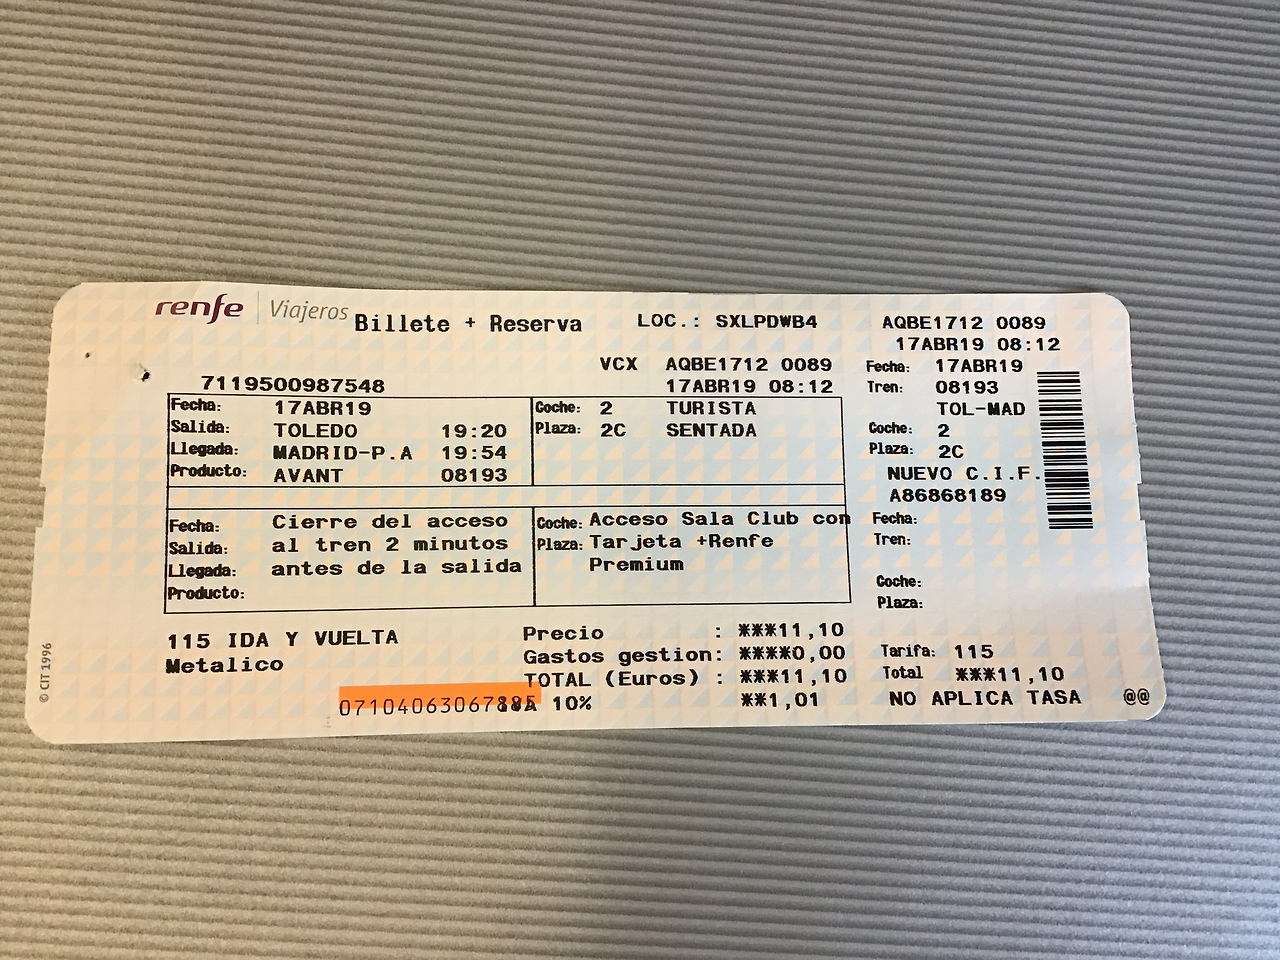 renfe Viajeros Billete + Reserva LOC.: SXLPDWB4
VCX AQBE1712 0089
7119500987548 17ABR19 08:12
Fecha: 17ABR19 Coche: 2 TURISTA
Salida: TOLEDO 19:20 Plaza: 2C SENTADA
Llegada: MADRID-P.A 19:54
Producto: AVANT 08193
Fecha: Cierre del acceso Coche: Acceso Sala Club con
Salida: al tren 2 minutos Plaza: Tarjeta +Renfe
Llegada: antes de la salida Premium
Producto:
115 IDA Y VUELTA Precio : ***11,10
Metalico Gastos gestion: ****0,00
TOTAL (Euros) : ***11,10
IVA 10% **1,01
© CIT 1996
AQBE1712 0089
17ABR19 08:12
Fecha: 17ABR19
Tren: 08193
TOL-MAD
Coche: 2
Plaza: 2C
NUEVO C.I.F.
A86868189
Fecha:
Tren:
Coche:
Plaza:
Tarifa: 115
Total ***11,10
NO APLICA TASA @@